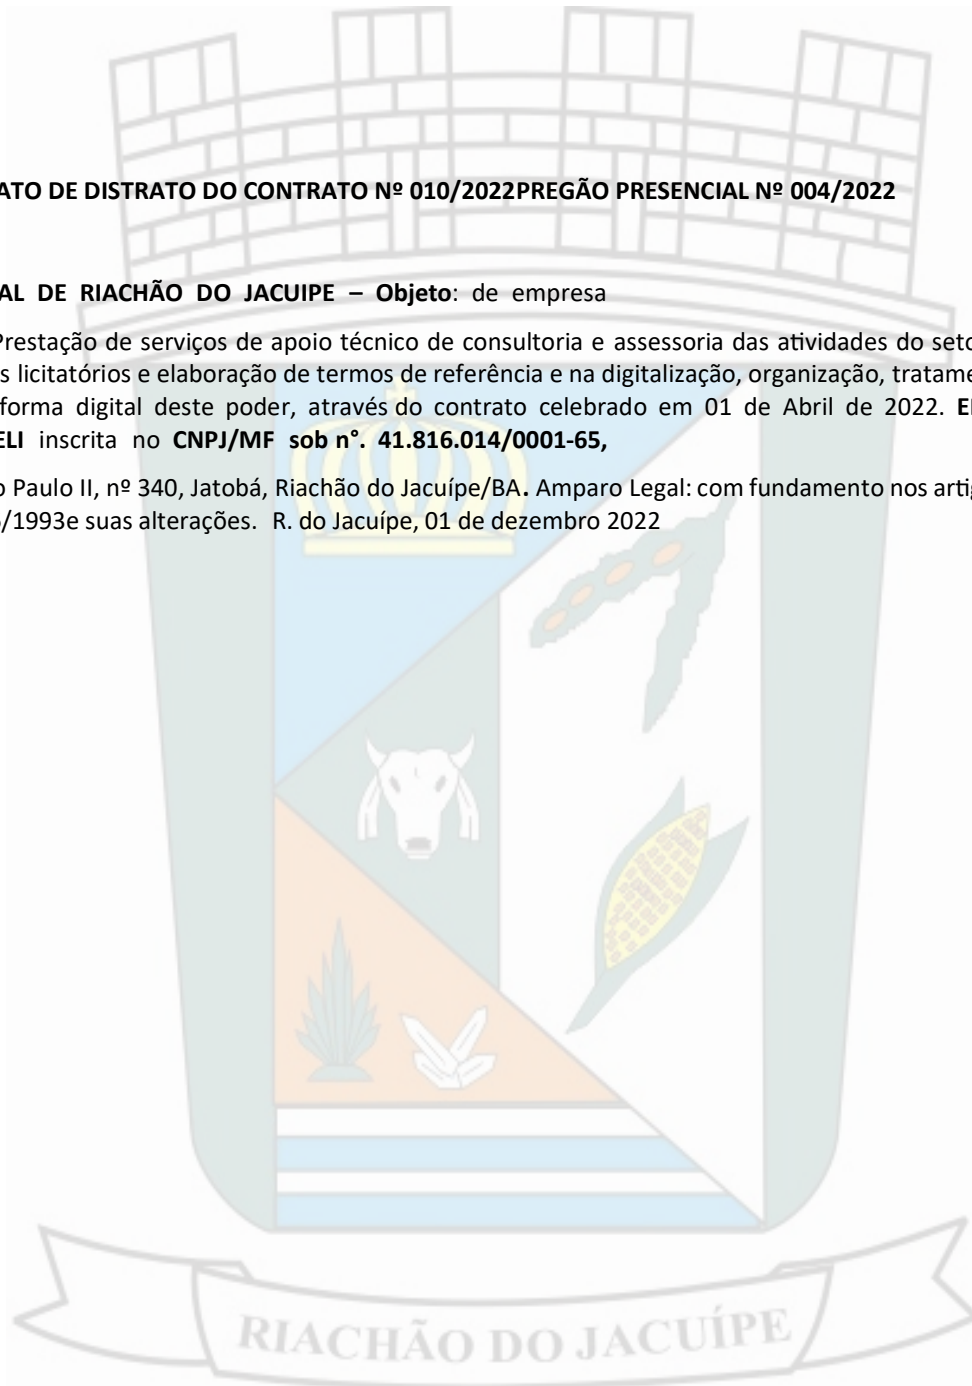 ATO DE DISTRATO DO CONTRATO Nº 010/2022PREGÃO PRESENCIAL Nº 004/2022
AL DE RIACHÃO DO JACUIPE – Objeto: de empresa
Prestação de serviços de apoio técnico de consultoria e assessoria das atividades do seto
s licitatórios e elaboração de termos de referência e na digitalização, organização, tratame
forma digital deste poder, através do contrato celebrado em 01 de Abril de 2022. E
ELI inscrita no CNPJ/MF sob n°. 41.816.014/0001-65,
o Paulo II, nº 340, Jatobá, Riachão do Jacuípe/BA. Amparo Legal: com fundamento nos artig
/1993e suas alterações. R. do Jacuípe, 01 de dezembro 2022
RIACHÃO DO JACUÍPE